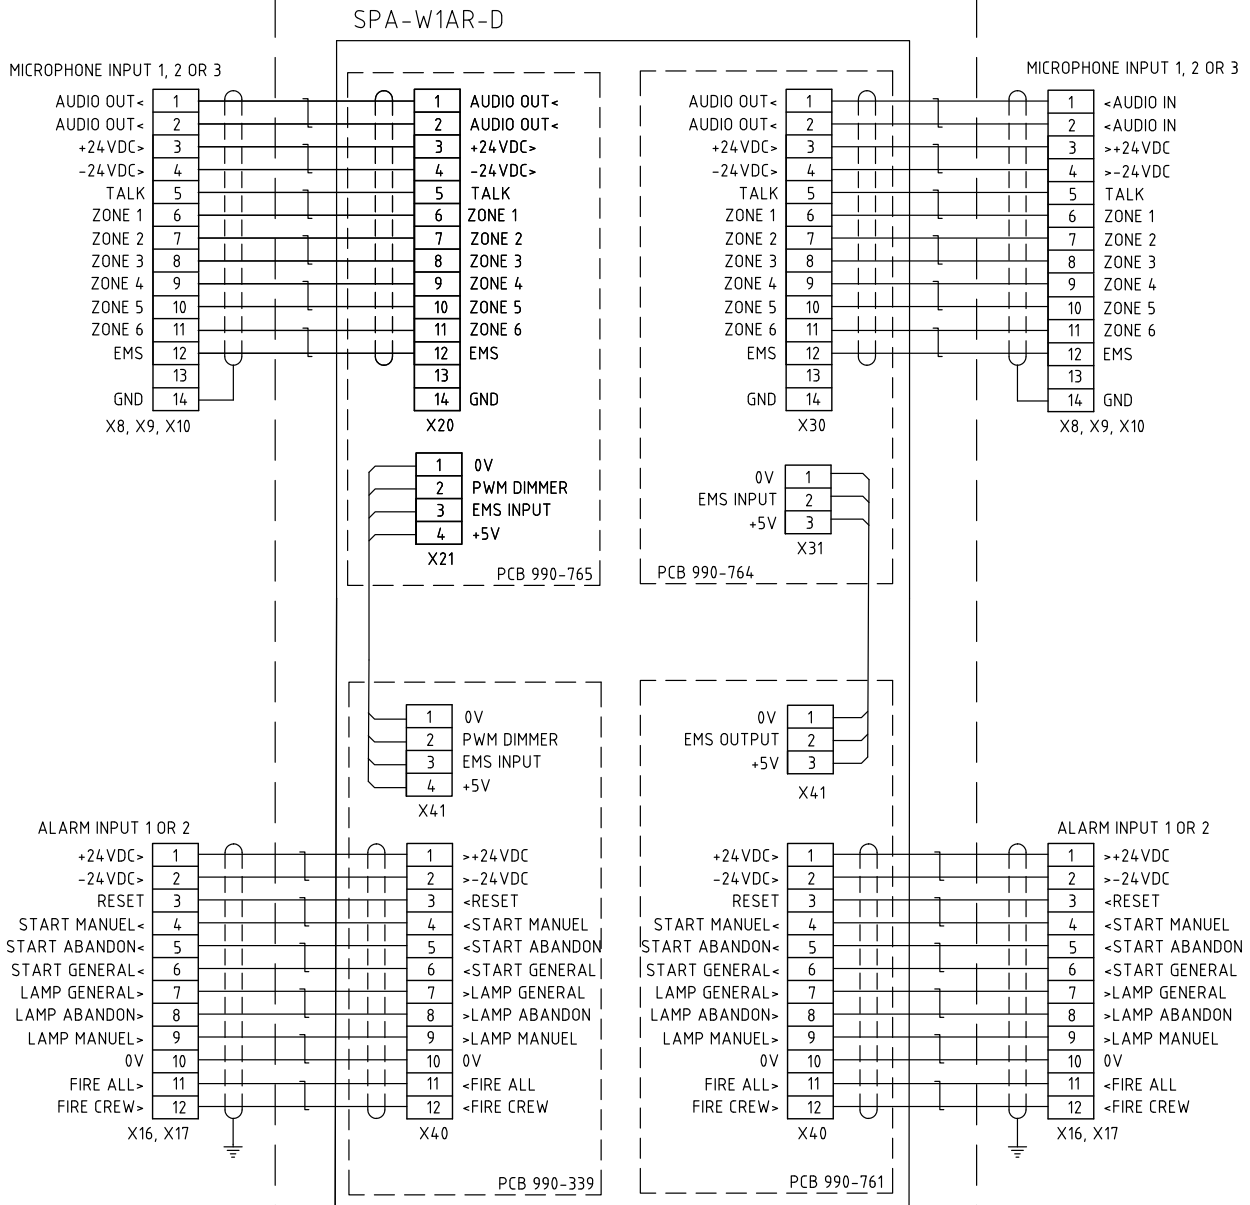 SPA-W1AR-D
MICROPHONE INPUT 1, 2 OR 3
AUDIO OUT< 1
AUDIO OUT< 2
+24VDC> 3
-24VDC> 4
TALK 5
ZONE 1 6
ZONE 2 7
ZONE 3 8
ZONE 4 9
ZONE 5 10
ZONE 6 11
EMS 12
13
GND 14
X8, X9, X10
1 AUDIO OUT<
2 AUDIO OUT<
3 +24VDC>
4 -24VDC>
5 TALK
6 ZONE 1
7 ZONE 2
8 ZONE 3
9 ZONE 4
10 ZONE 5
11 ZONE 6
12 EMS
13
14 GND
X20
1 0V
2 PWM DIMMER
3 EMS INPUT
4 +5V
X21
PCB 990-765
AUDIO OUT< 1
AUDIO OUT< 2
+24VDC> 3
-24VDC> 4
TALK 5
ZONE 1 6
ZONE 2 7
ZONE 3 8
ZONE 4 9
ZONE 5 10
ZONE 6 11
EMS 12
13
GND 14
X30
0V 1
EMS INPUT 2
+5V 3
X31
PCB 990-764
MICROPHONE INPUT 1, 2 OR 3
1 <AUDIO IN
2 <AUDIO IN
3 >+24VDC
4 >-24VDC
5 TALK
6 ZONE 1
7 ZONE 2
8 ZONE 3
9 ZONE 4
10 ZONE 5
11 ZONE 6
12 EMS
13
14 GND
X8, X9, X10
1 0V
2 PWM DIMMER
3 EMS INPUT
4 +5V
X41
0V 1
EMS OUTPUT 2
+5V 3
X41
ALARM INPUT 1 OR 2
+24VDC> 1
-24VDC> 2
RESET 3
START MANUEL< 4
START ABANDON< 5
START GENERAL< 6
LAMP GENERAL> 7
LAMP ABANDON> 8
LAMP MANUEL> 9
0V 10
FIRE ALL> 11
FIRE CREW> 12
X16, X17
1 >+24VDC
2 >-24VDC
3 <RESET
4 <START MANUEL
5 <START ABANDON
6 <START GENERAL
7 >LAMP GENERAL
8 >LAMP ABANDON
9 >LAMP MANUEL
10 0V
11 <FIRE ALL
12 <FIRE CREW
X40
PCB 990-339
+24VDC> 1
-24VDC> 2
RESET 3
START MANUEL< 4
START ABANDON< 5
START GENERAL< 6
LAMP GENERAL> 7
LAMP ABANDON> 8
LAMP MANUEL> 9
0V 10
FIRE ALL> 11
FIRE CREW> 12
X40
PCB 990-761
ALARM INPUT 1 OR 2
1 >+24VDC
2 >-24VDC
3 <RESET
4 <START MANUEL
5 <START ABANDON
6 <START GENERAL
7 >LAMP GENERAL
8 >LAMP ABANDON
9 >LAMP MANUEL
10 0V
11 <FIRE ALL
12 <FIRE CREW
X16, X17